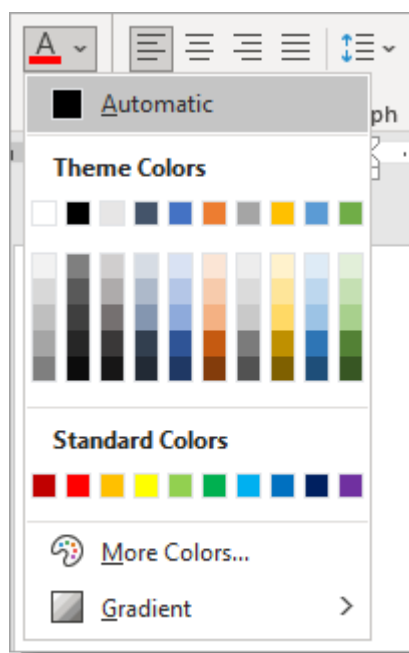 A
Automatic
ph
Theme Colors
Standard Colors
More Colors...
Gradient